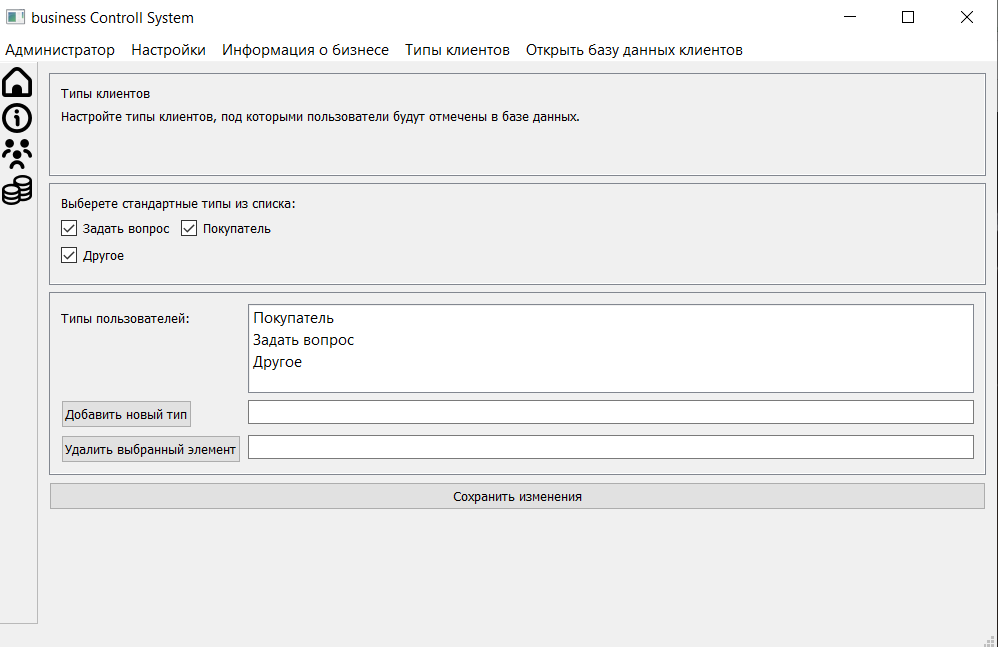 business Controll System
Администратор Настройки Информация о бизнесе Типы клиентов Открыть базу данных клиентов
Типы клиентов
Настройте типы клиентов, под которыми пользователи будут отмечены в базе данных.
Выберете стандартные типы из списка:
Задать вопрос Покупатель
Другое
Типы пользователей:
Покупатель
Задать вопрос
Другое
Добавить новый тип
Удалить выбранный элемент
Сохранить изменения